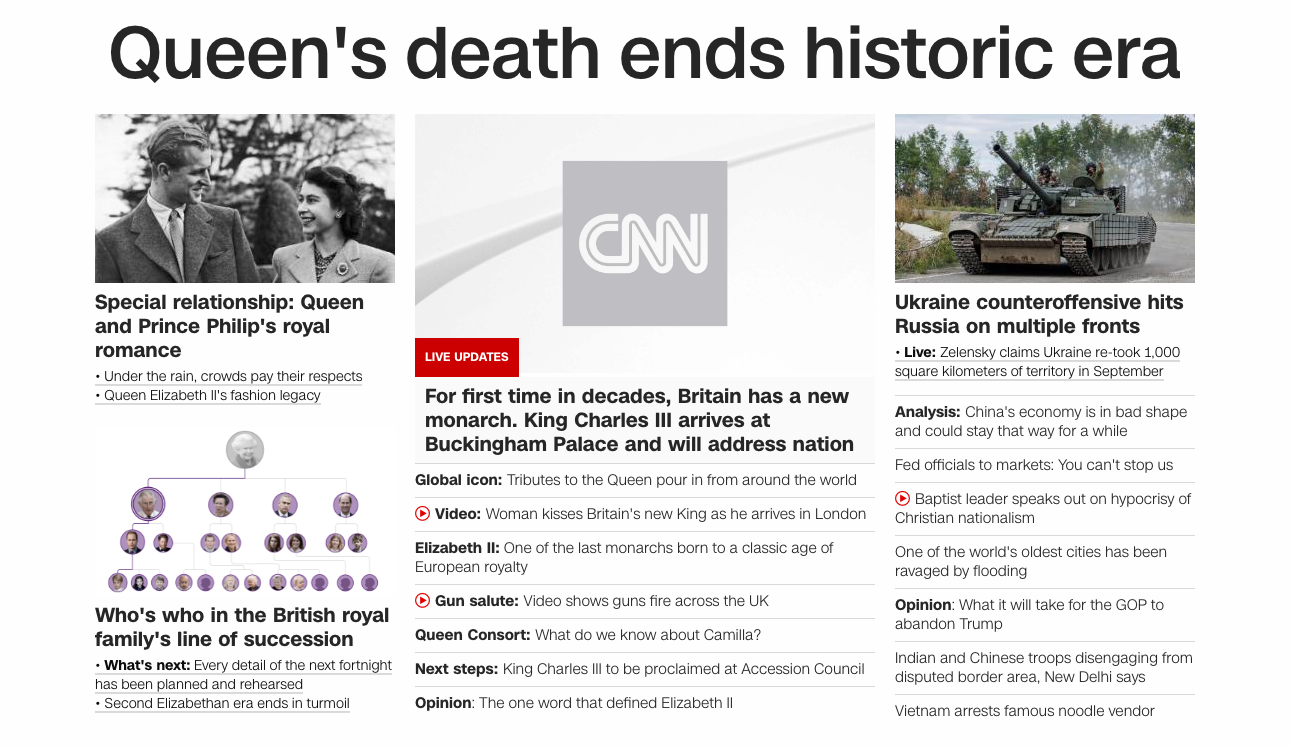 Queen's death ends historic era
Special relationship: Queen
and Prince Philip's royal
romance
• Under the rain, crowds pay their respects
• Queen Elizabeth II's fashion legacy
Who's who in the British royal
family's line of succession
• What's next: Every detail of the next fortnight
has been planned and rehearsed
• Second Elizabethan era ends in turmoil
CNN
LIVE UPDATES
For first time in decades, Britain has a new
monarch. King Charles III arrives at
Buckingham Palace and will address nation
Global icon: Tributes to the Queen pour in from around the world
Video: Woman kisses Britain's new King as he arrives in London
Elizabeth II: One of the last monarchs born to a classic age of
European royalty
Gun salute: Video shows guns fire across the UK
Queen Consort: What do we know about Camilla?
Next steps: King Charles III to be proclaimed at Accession Council
Opinion: The one word that defined Elizabeth II
Ukraine counteroffensive hits
Russia on multiple fronts
• Live: Zelensky claims Ukraine re-took 1,000
square kilometers of territory in September
Analysis: China's economy is in bad shape
and could stay that way for a while
Fed officials to markets: You can't stop us
Baptist leader speaks out on hypocrisy of
Christian nationalism
One of the world's oldest cities has been
ravaged by flooding
Opinion: What it will take for the GOP to
abandon Trump
Indian and Chinese troops disengaging from
disputed border area, New Delhi says
Vietnam arrests famous noodle vendor